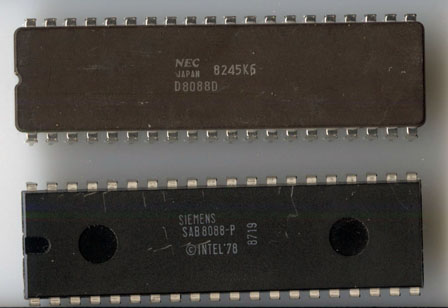 NEC 8245K6
JAPAN
D8088D
SIEMENS
SAB 8088-P
© INTEL '78
8719